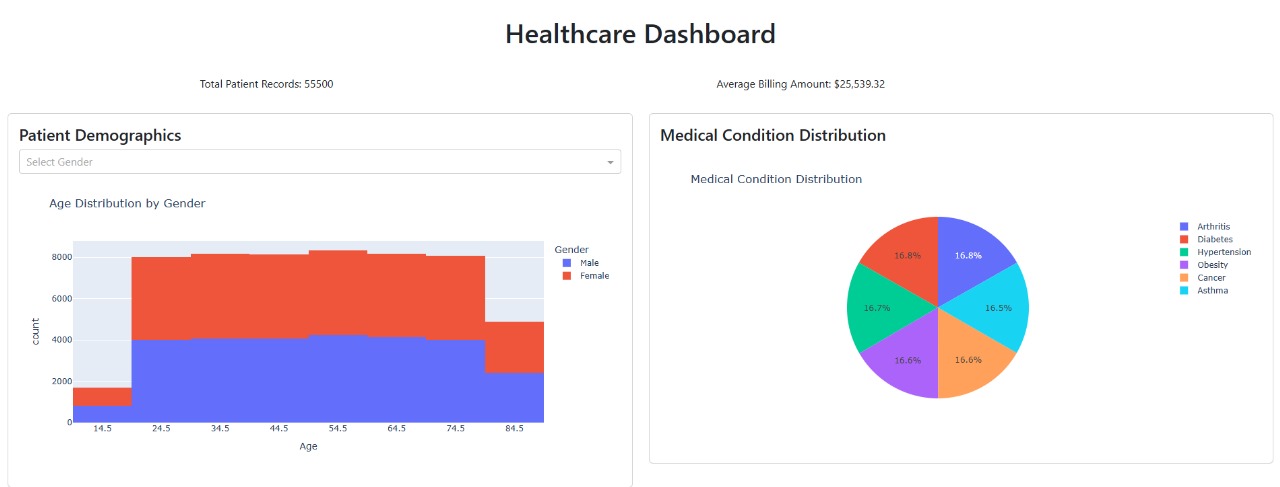 Healthcare Dashboard
Total Patient Records: 55500
Average Billing Amount: $25,539.32
Patient Demographics
Select Gender
Age Distribution by Gender
8000
6000
4000
2000
0
count
14.5 24.5 34.5 44.5 54.5 64.5 74.5 84.5
Age
Gender
Male
Female
Medical Condition Distribution
Medical Condition Distribution
16.8% 16.8%
16.7% 16.5%
16.6% 16.6%
Arthritis
Diabetes
Hypertension
Obesity
Cancer
Asthma